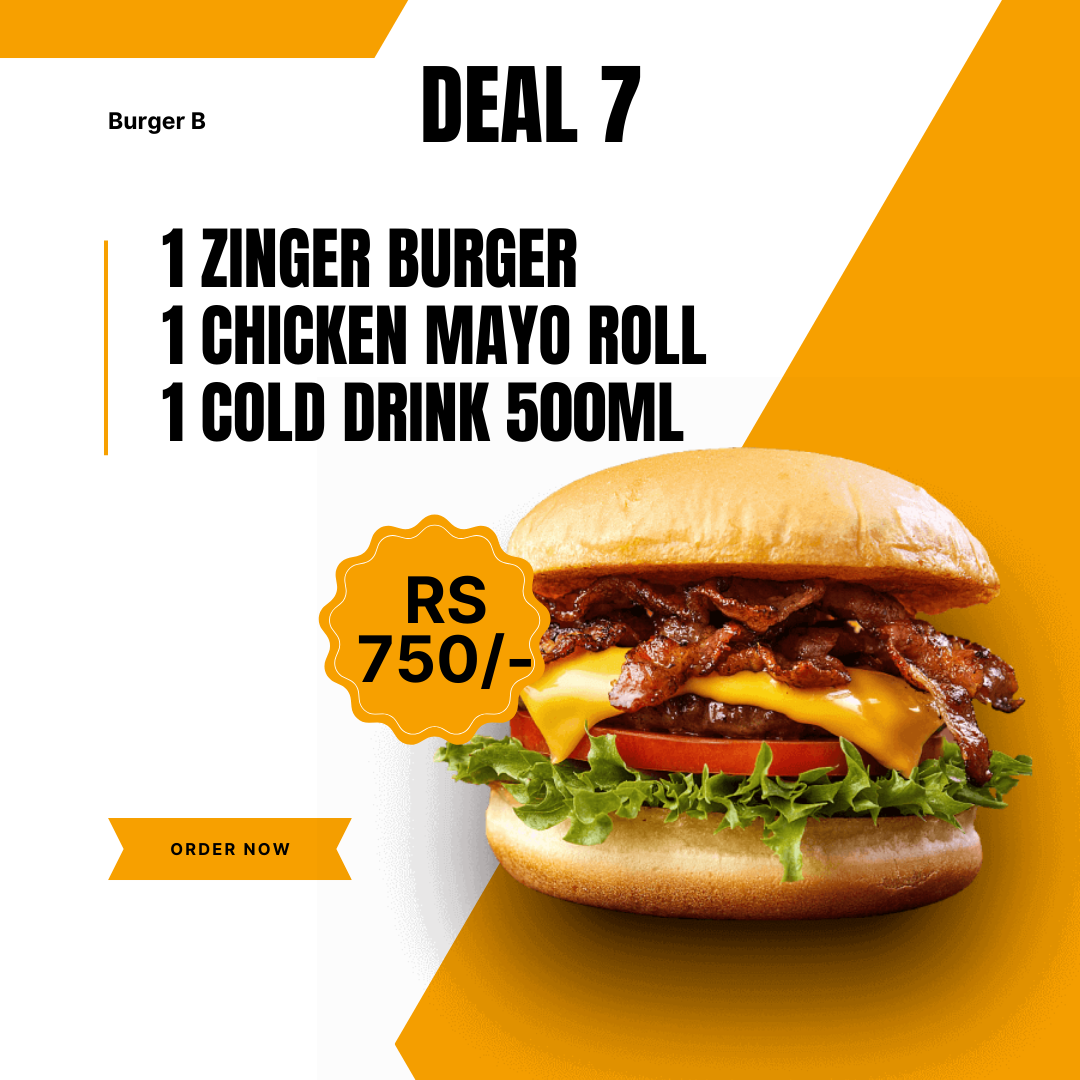 DEAL 7
Burger B
1 ZINGER BURGER
1 CHICKEN MAYO ROLL
1 COLD DRINK 500ML
RS
750/-
ORDER NOW